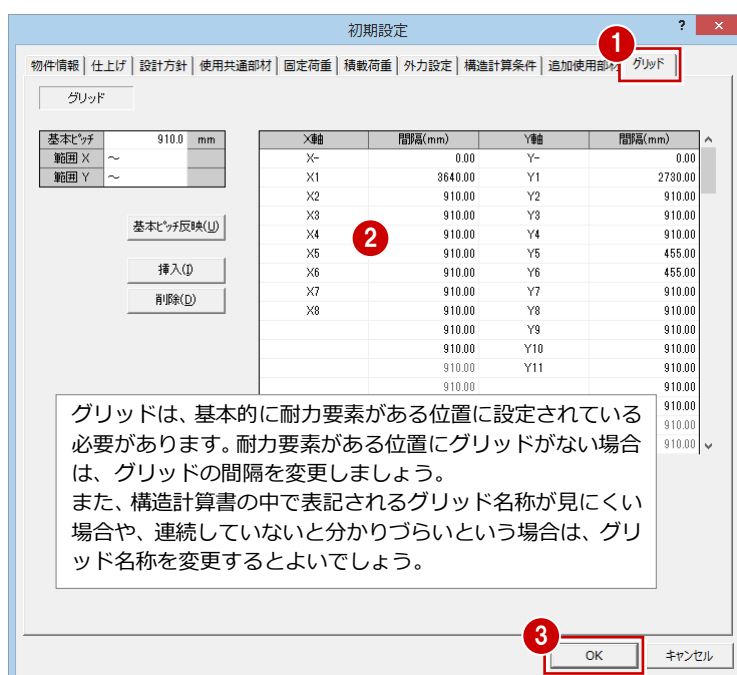 初期設定
? ×
1
物件情報 仕上げ 設計方針 使用共通部材 固定荷重 積載荷重 外力設定 構造計算条件 追加使用部材 グリッド
グリッド
基本ピッチ 910.0 mm
範囲 X ～
範囲 Y ～
基本ピッチ反映(U)
挿入(I)
削除(D)
X軸 間隔(mm) Y軸 間隔(mm)
X- 0.00 Y- 0.00
X1 3640.00 Y1 2730.00
X2 910.00 Y2 910.00
X3 910.00 Y3 910.00
X4 910.00 Y4 910.00
2
X5 910.00 Y5 455.00
X6 910.00 Y6 455.00
X7 910.00 Y7 910.00
X8 910.00 Y8 910.00
910.00 Y9 910.00
910.00 Y10 910.00
910.00 Y11 910.00
910.00 910.00
910.00
910.00
910.00
グリッドは、基本的に耐力要素がある位置に設定されている
必要があります。耐力要素がある位置にグリッドがない場合
は、グリッドの間隔を変更しましょう。
また、構造計算書の中で表記されるグリッド名称が見にくい
場合や、連続していないと分かりづらいという場合は、グリ
ッド名称を変更するとよいでしょう。
3
OK キャンセル